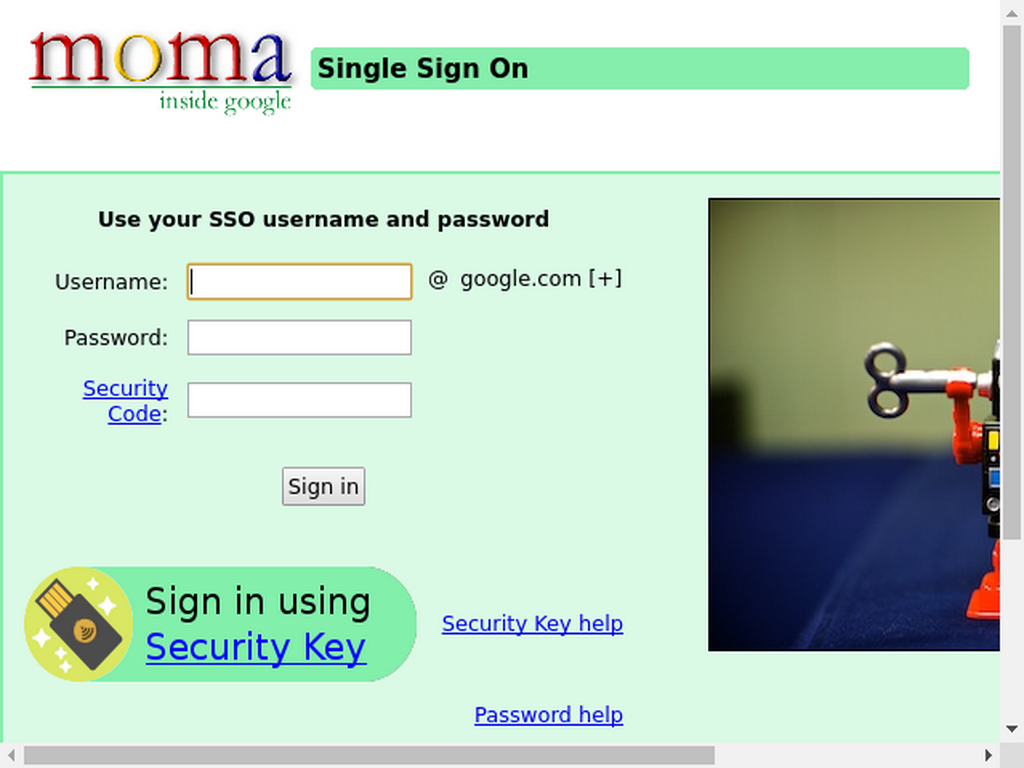 moma
inside google
Single Sign On
Use your SSO username and password
Username:
@ google.com [+]
Password:
Security
Code:
Sign in
Sign in using
Security Key
Security Key help
Password help